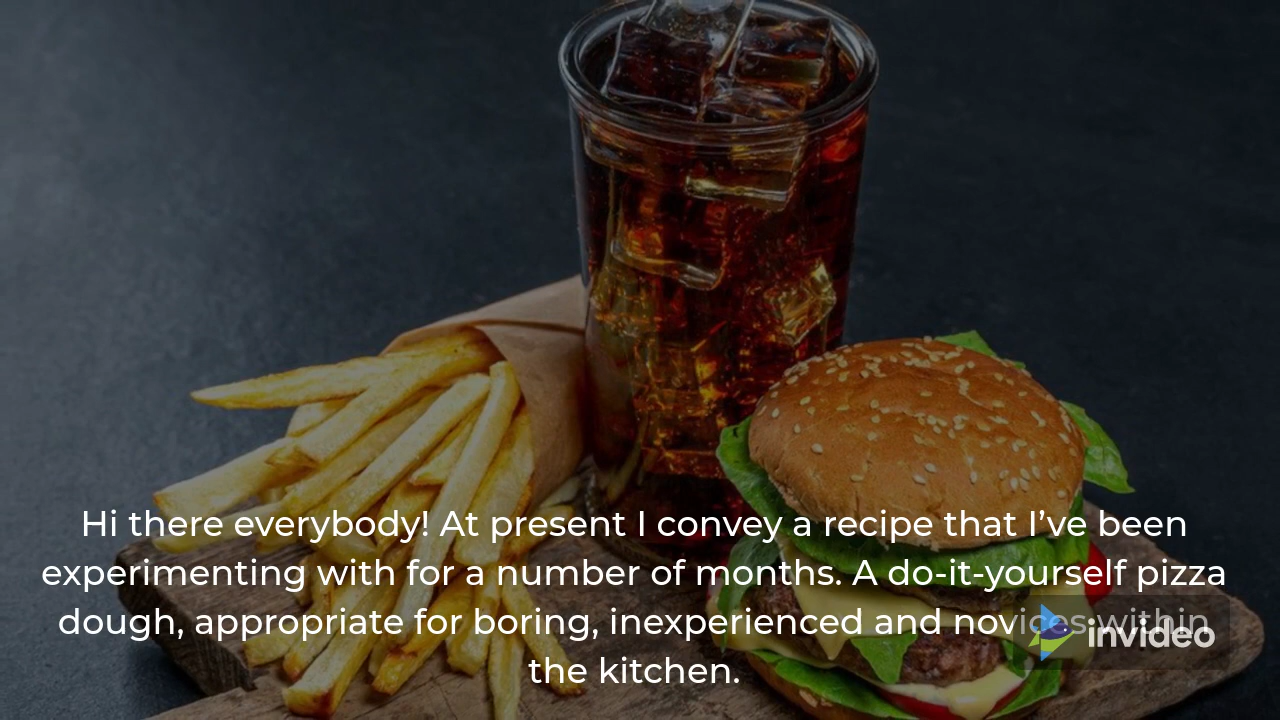 Hi there everybody! At present I convey a recipe that I’ve been
experimenting with for a number of months. A do-it-yourself pizza
dough, appropriate for boring, inexperienced and novices within
the kitchen.
invideo